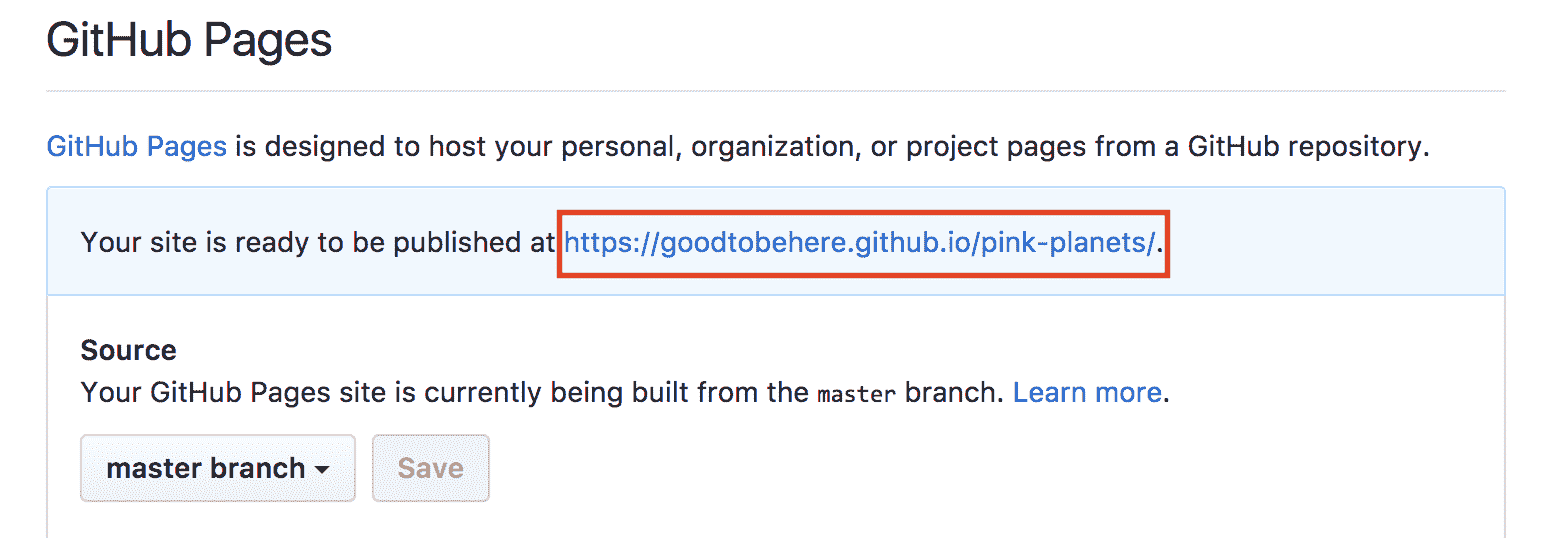 GitHub Pages
GitHub Pages is designed to host your personal, organization, or project pages from a GitHub repository.
Your site is ready to be published at https://goodtobehere.github.io/pink-planets/.
Source
Your GitHub Pages site is currently being built from the master branch. Learn more.
master branch Save